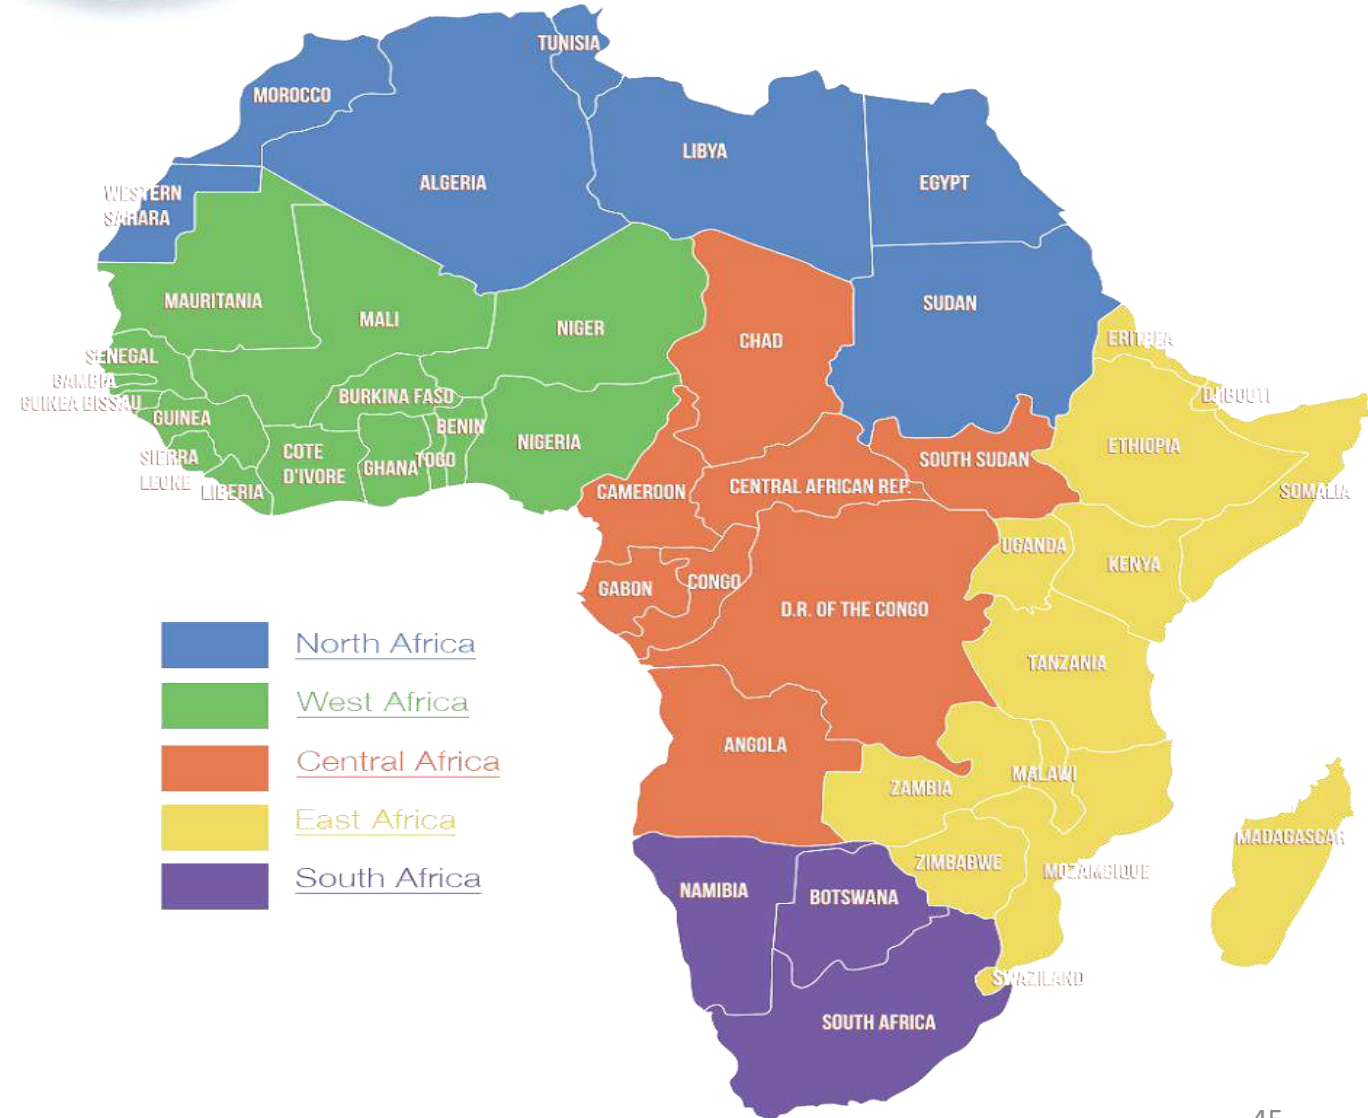 TUNISIA
MOROCCO
LIBYA
ALGERIA
EGYPT
WESTERN
SAHARA
MAURITANIA
MALI
NIGER
CHAD
SUDAN
ERITREA
SENEGAL
GAMBIA
GUINEA BISSAU
GUINEA
BURKINA FASO
BENIN
DJIBOUTI
SIERRA
LEONE
LIBERIA
COTE
D'IVORE
GHANA
TOGO
NIGERIA
ETHIOPIA
SOUTH SUDAN
SOMALIA
CAMEROON
CENTRAL AFRICAN REP.
UGANDA
KENYA
GABON
CONGO
D.R. OF THE CONGO
TANZANIA
ANGOLA
ZAMBIA
MALAWI
MADAGASCAR
ZIMBABWE
MOZAMBIQUE
NAMIBIA
BOTSWANA
SWAZILAND
SOUTH AFRICA
North Africa
West Africa
Central Africa
East Africa
South Africa